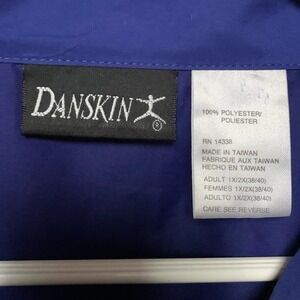 DANSKIN
®
100% POLYESTER/
POLIESTER
RN 14336
MADE IN TAIWAN
FABRIQUE AUX TAIWAN
HECHO EN TAIWAN
ADULT 1X/2X(38/40)
FEMMES 1X/2X(38/40)
ADULTO 1X/2X(38/40)
CARE SEE REVERSE